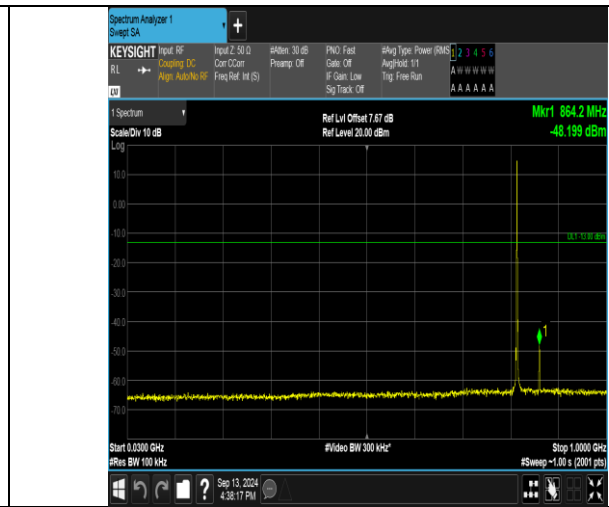 Spectrum Analyzer 1
Swept SA
+
KEYSIGHT Input: RF Input Z: 50 Ω #Atten: 30 dB PNO: Fast #Avg Type: Power (RMS 1 2 3 4 5 6
RL Coupling: DC Corr CCorr Preamp: Off Gate: Off Avg|Hold: 1/1 A W W W W W
Align: Auto/No RF Freq Ref: Int (S) IF Gain: Low Trig: Free Run
Sig Track: Off A A A A A A
LXI
1 Spectrum Ref Lvl Offset 7.67 dB Mkr1 864.2 MHz
Scale/Div 10 dB Ref Level 20.00 dBm -48.199 dBm
Log
10.0
0.00
-10.0
DL1 -13.00 dBm
-20.0
-30.0
-40.0
1
-50.0
-60.0
-70.0
Start 0.0300 GHz #Video BW 300 kHz* Stop 1.0000 GHz
#Res BW 100 kHz #Sweep ~1.00 s (2001 pts)
? Sep 13, 2024
4:38:17 PM